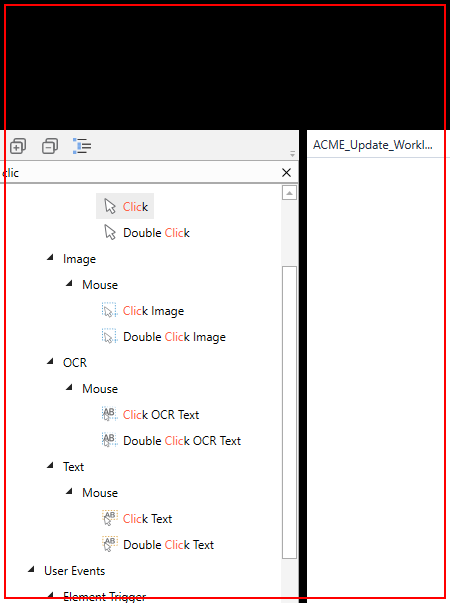 ACME_Update_Workl...
clic
Click
Double Click
Image
Mouse
Click Image
Double Click Image
OCR
Mouse
Click OCR Text
Double Click OCR Text
Text
Mouse
Click Text
Double Click Text
User Events
Element Trigger